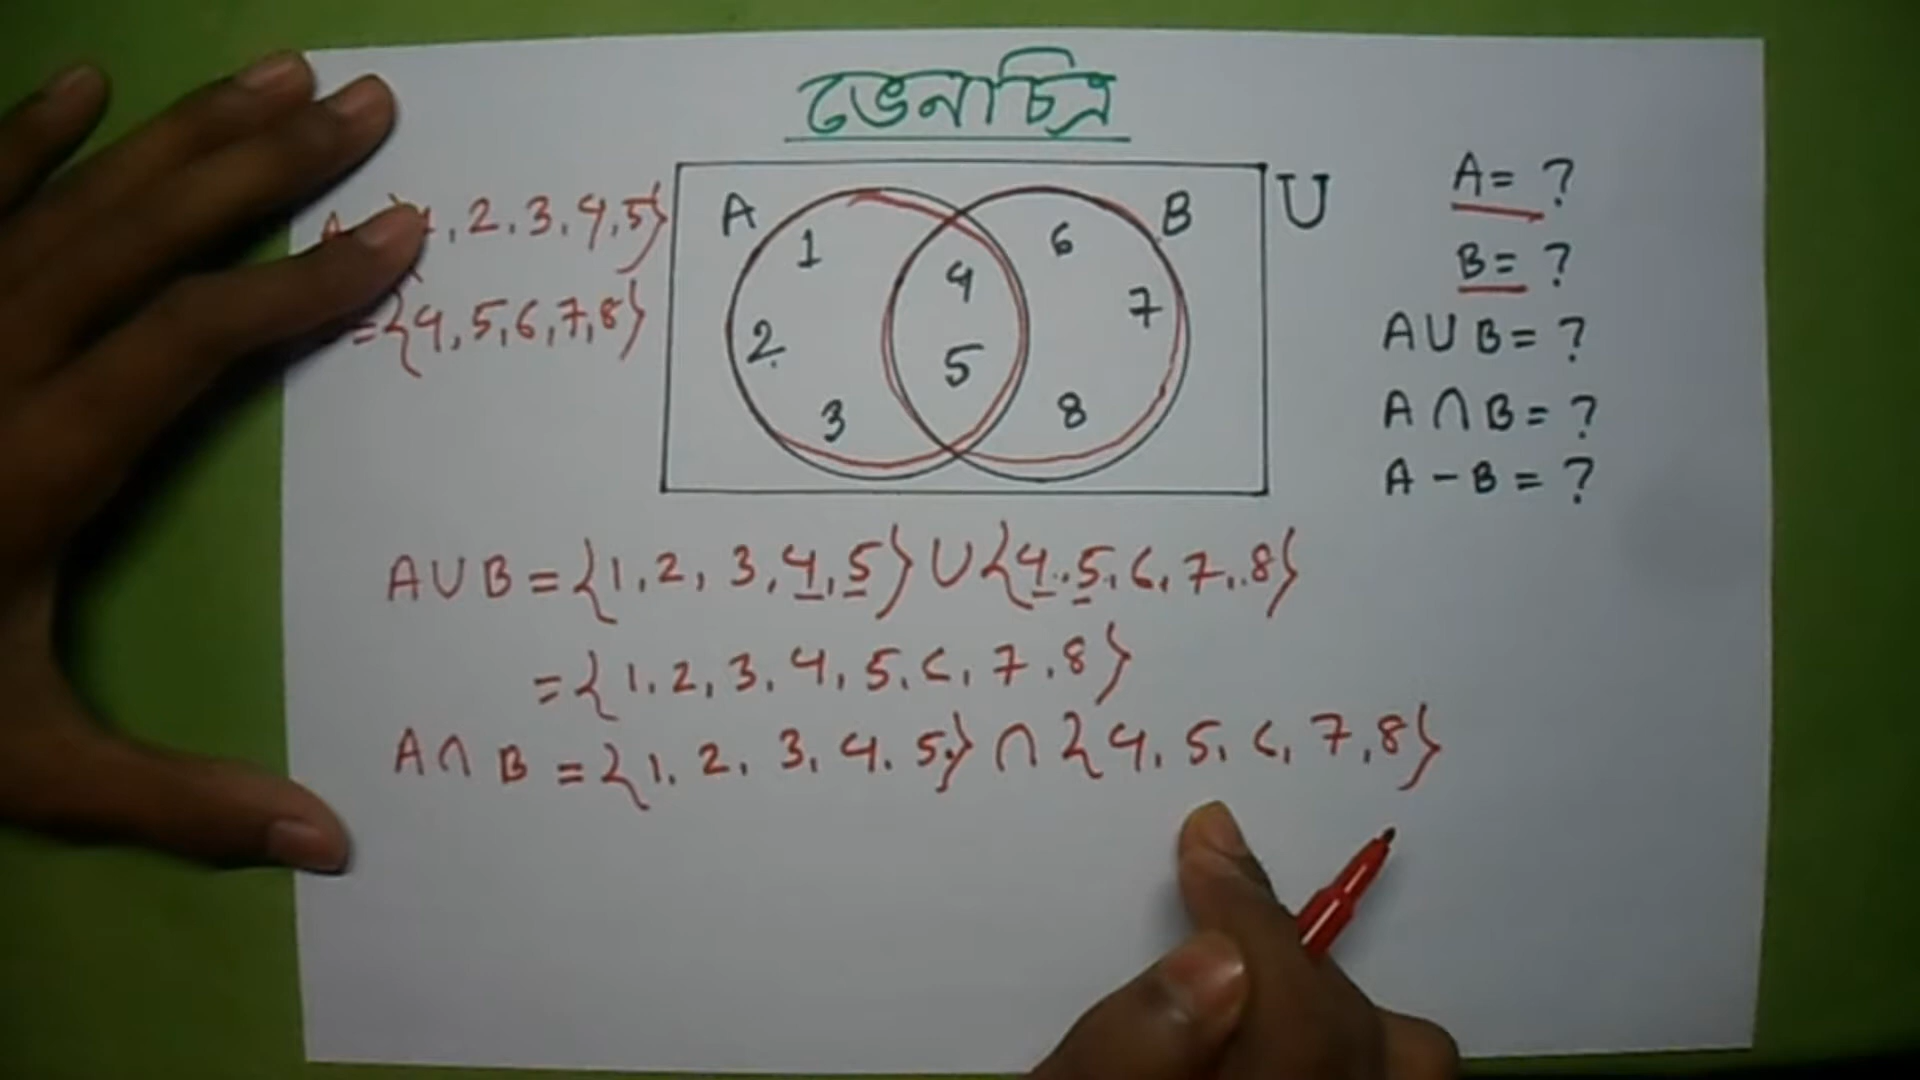 ভেনচিত্র
A = ?
B = ?
A ∪ B = ?
A ∩ B = ?
A − B = ?
, 2, 3, 4, 5}
= {4, 5, 6, 7, 8}
A
B
U
1
2
3
4
5
6
7
8
A ∪ B = {1, 2, 3, 4, 5} ∪ {4, 5, 6, 7, 8}
= {1, 2, 3, 4, 5, 6, 7, 8}
A ∩ B = {1, 2, 3, 4, 5} ∩ {4, 5, 6, 7, 8}